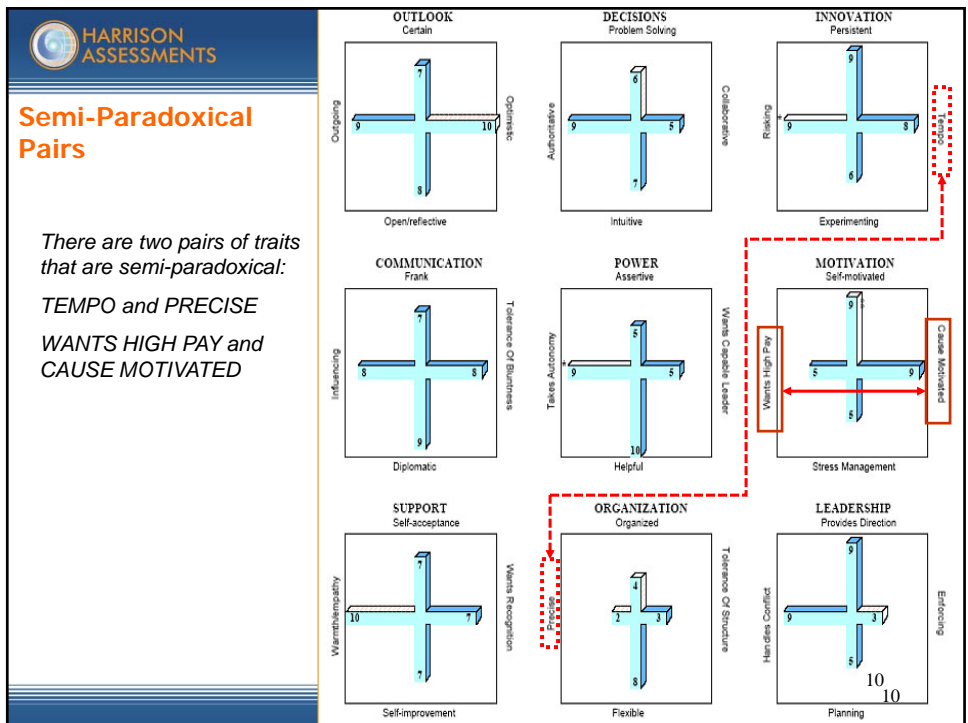 HARRISON
ASSESSMENTS
Semi-Paradoxical
Pairs
There are two pairs of traits
that are semi-paradoxical:
TEMPO and PRECISE
WANTS HIGH PAY and
CAUSE MOTIVATED
OUTLOOK
Certain
Outgoing
7
9
10
8
Optimistic
Open/reflective
DECISIONS
Problem Solving
Authoritative
6
9
5
7
Collaborative
Intuitive
INNOVATION
Persistent
Risking
9
*
9
8
6
Tempo
Experimenting
COMMUNICATION
Frank
Influencing
7
8
8
9
Tolerance Of Bluntness
Diplomatic
POWER
Assertive
Takes Autonomy
5
*
9
5
10
Wants Capable Leader
Helpful
MOTIVATION
Self-motivated
Wants High Pay
9
**
5
9
5
Cause Motivated
Stress Management
SUPPORT
Self-acceptance
Warmth/empathy
7
10
7
7
Wants Recognition
Self-improvement
ORGANIZATION
Organized
Precise
4
2
3
8
Tolerance Of Structure
Flexible
LEADERSHIP
Provides Direction
Handles Conflict
9
9
3
5
Enforcing
Planning
10
10